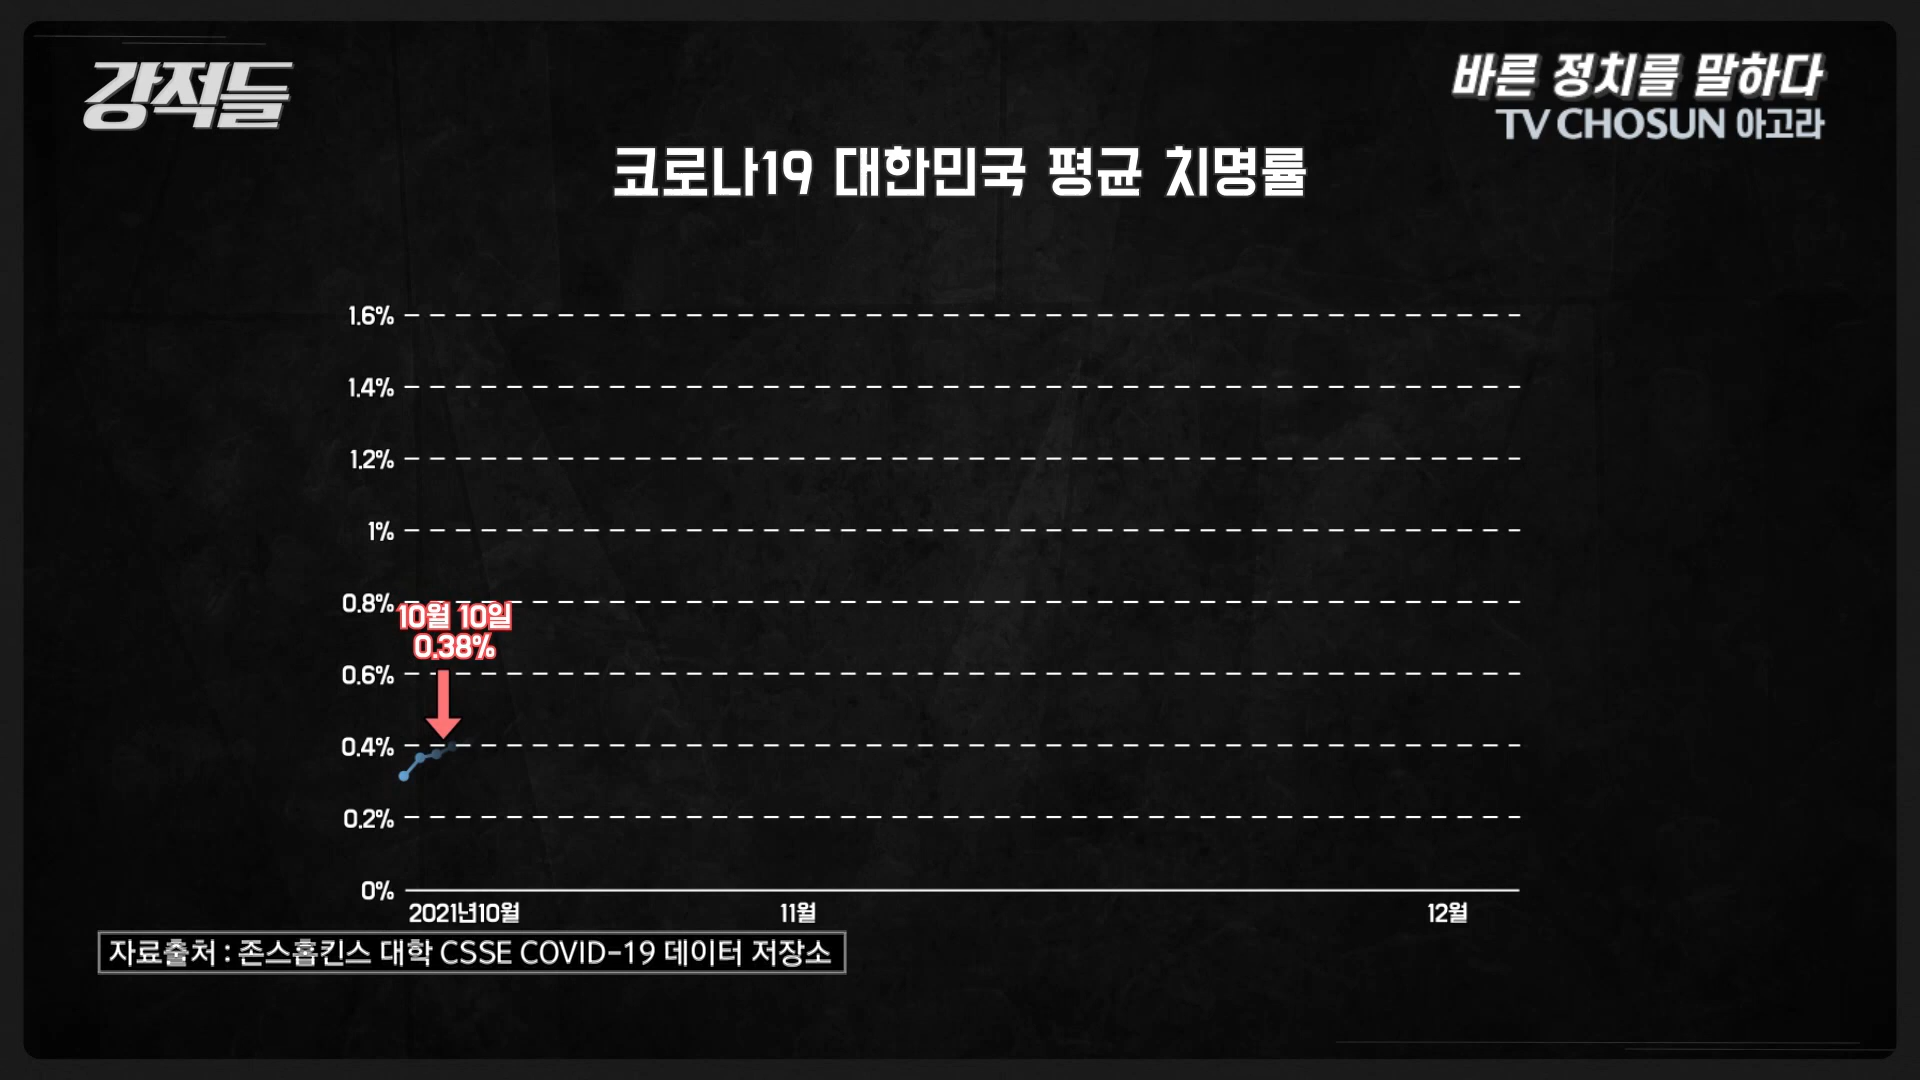 강적들
바른 정치를 말하다
TV CHOSUN 아고라
코로나19 대한민국 평균 치명률
1.6%
1.4%
1.2%
1%
0.8%
10월 10일
0.38%
0.6%
0.4%
0.2%
0%
2021년10월 11월 12월
자료출처 : 존스홉킨스 대학 CSSE COVID-19 데이터 저장소